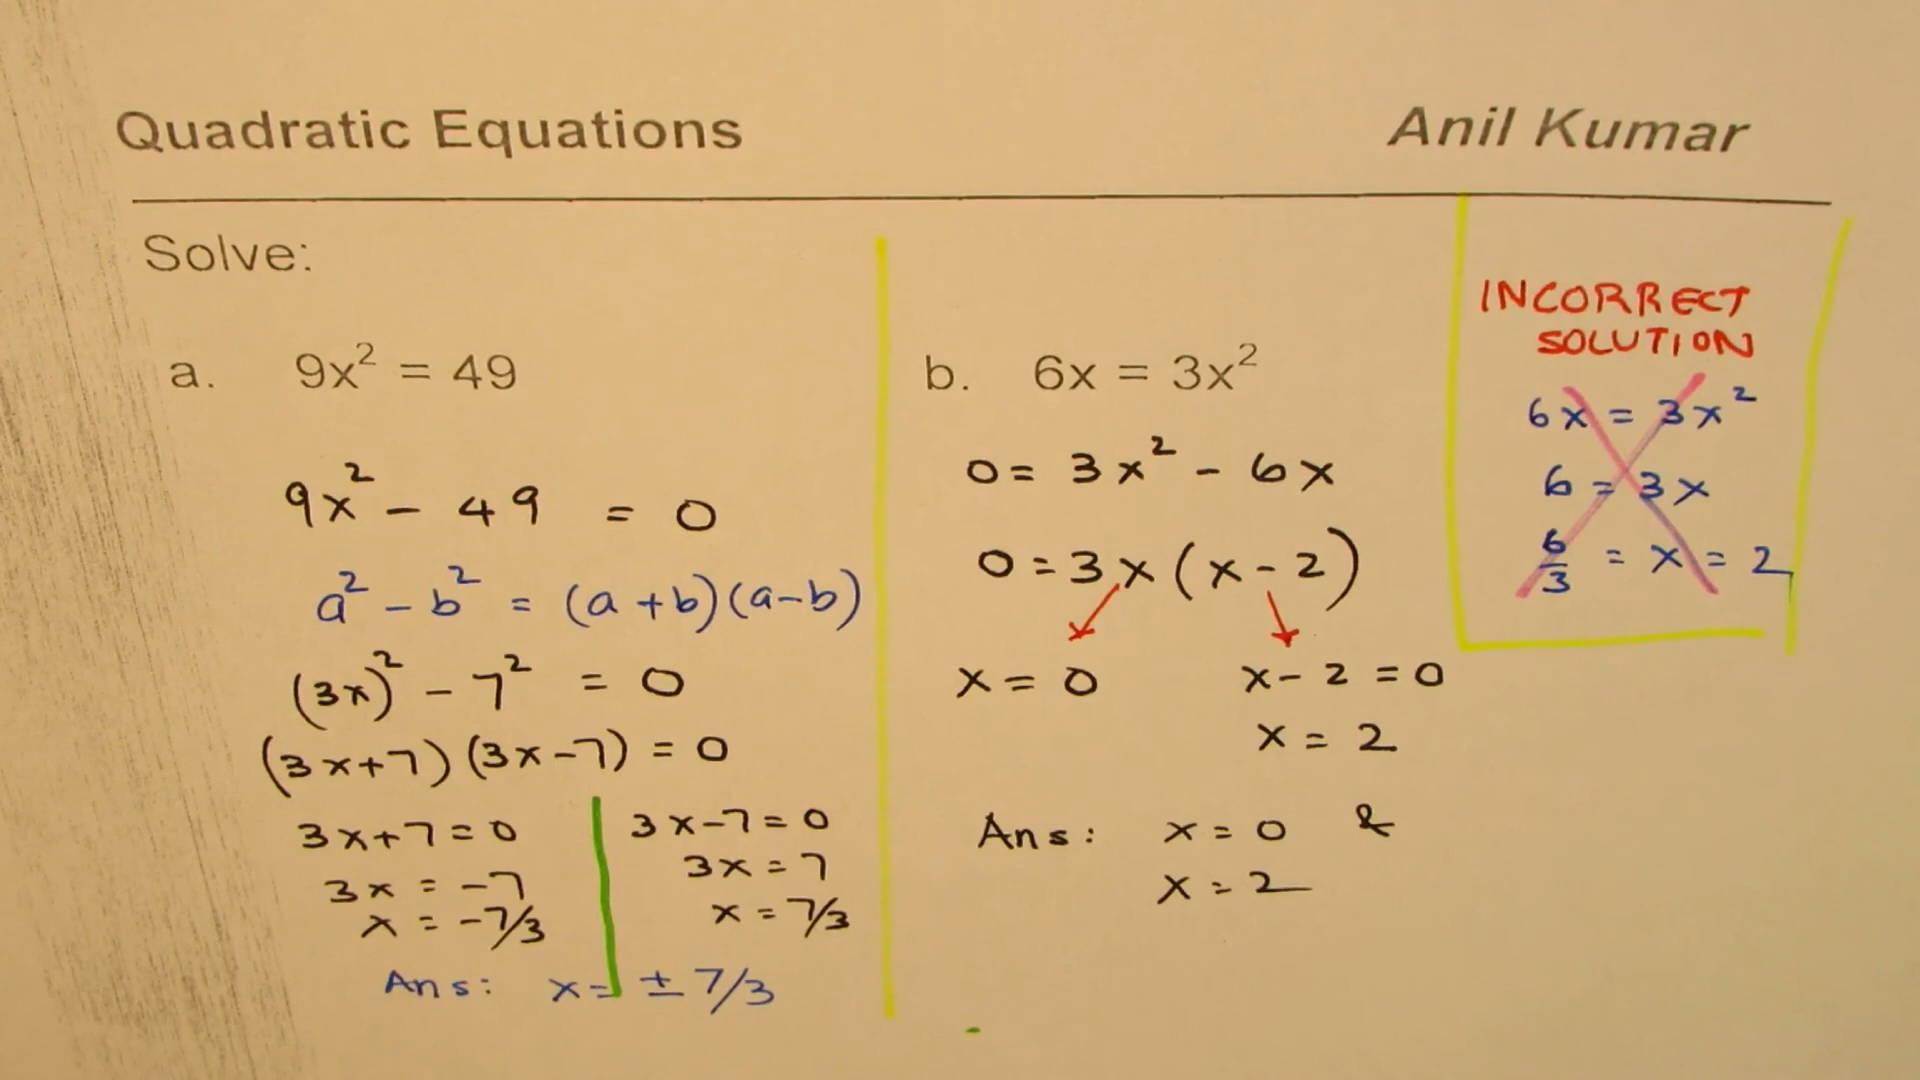 Quadratic Equations Anil Kumar
Solve:
a. 9x² = 49
9x² - 49 = 0
a² - b² = (a+b)(a-b)
(3x)² - 7² = 0
(3x+7)(3x-7) = 0
3x+7=0
3x = -7
x = -7/3
3x-7=0
3x=7
x = 7/3
Ans: x= ± 7/3
b. 6x = 3x²
0 = 3x² - 6x
0 = 3x(x-2)
x = 0
x-2 = 0
x = 2
Ans: x=0 &
x=2
INCORRECT
SOLUTION
6x = 3x²
6 = 3x
6/3 = x = 2